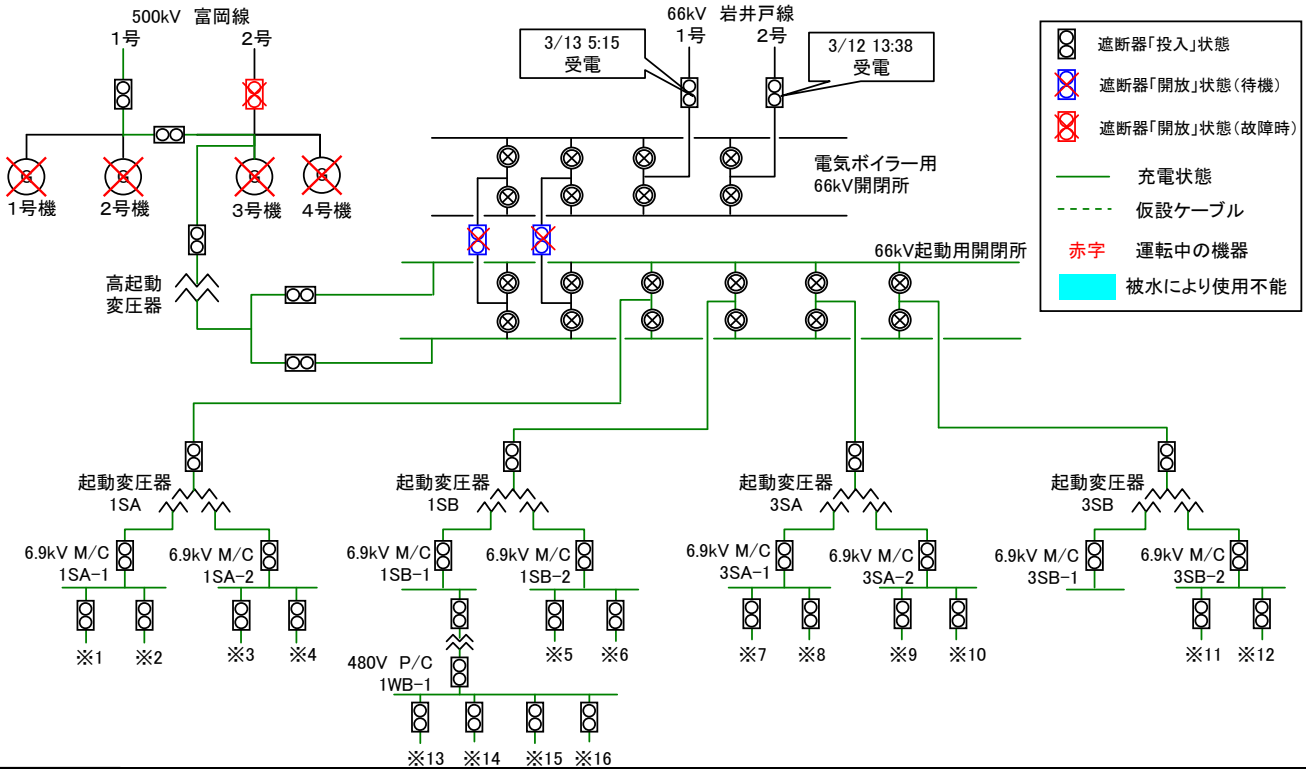 500kV 富岡線
1号 2号
66kV 岩井戸線
1号 2号
3/13 5:15
受電
3/12 13:38
受電
遮断器「投入」状態
遮断器「開放」状態(待機)
遮断器「開放」状態(故障時)
充電状態
仮設ケーブル
赤字 運転中の機器
被水により使用不能
G G G G
1号機 2号機 3号機 4号機
電気ボイラー用
66kV開閉所
66kV起動用開閉所
高起動
変圧器
起動変圧器
1SA
起動変圧器
1SB
起動変圧器
3SA
起動変圧器
3SB
6.9kV M/C
1SA-1
6.9kV M/C
1SA-2
6.9kV M/C
1SB-1
6.9kV M/C
1SB-2
6.9kV M/C
3SA-1
6.9kV M/C
3SA-2
6.9kV M/C
3SB-1
6.9kV M/C
3SB-2
※1 ※2 ※3 ※4
※5 ※6
※7 ※8 ※9 ※10
※11 ※12
480V P/C
1WB-1
※13 ※14 ※15 ※16